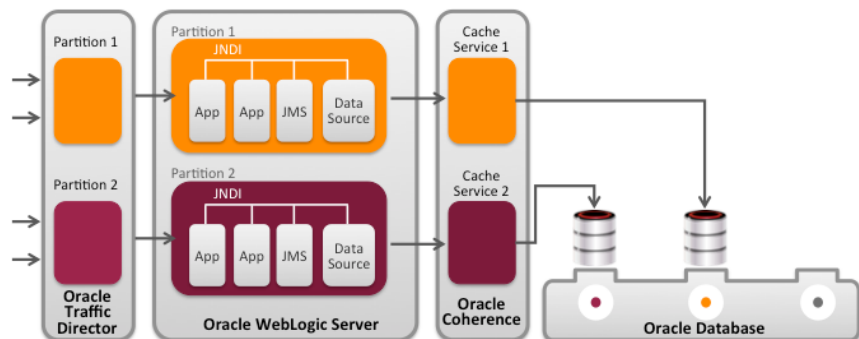 Partition 1
Partition 1
JNDI
App
App
JMS
Data
Source
Cache
Service 1
Partition 2
Partition 2
JNDI
App
App
JMS
Data
Source
Cache
Service 2
Oracle
Traffic
Director
Oracle WebLogic Server
Oracle
Coherence
Oracle Database